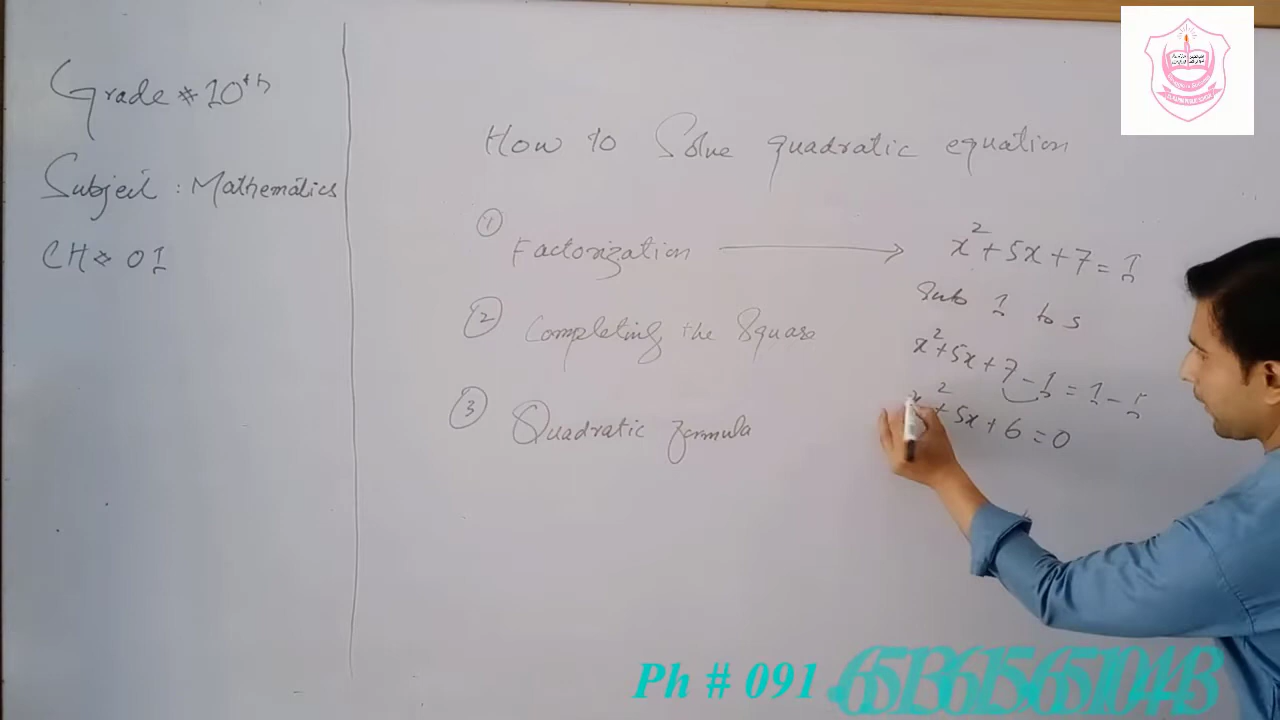 Grade # 10th
Subject : Mathematics
CH # 01
How to Solve quadratic equation
① Factorization → x² + 5x + 7 = 1
Sub 1 to s
x² + 5x + 7 - 1 = 1 - 1
x² + 5x + 6 = 0
② Completing the Square
③ Quadratic formula
Ph # 091